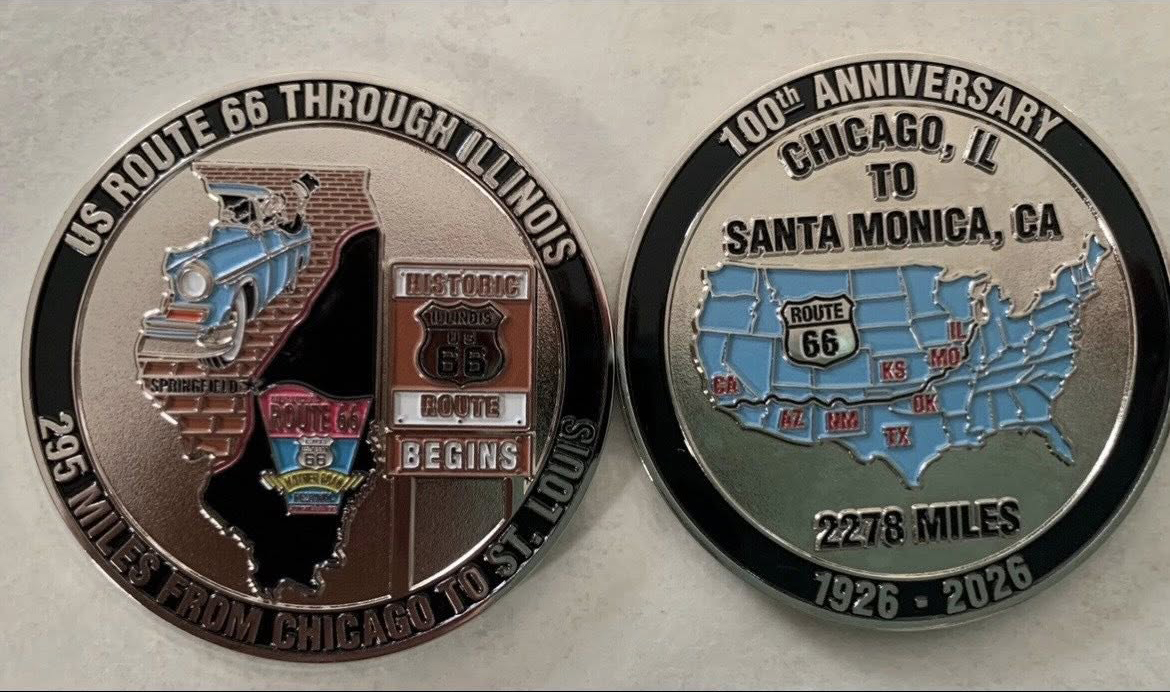 US ROUTE 66 THROUGH ILLINOIS
SPRINGFIELD
ROUTE 66
66
MOTHER ROAD
HISTORIC
ILLINOIS
US
66
ROUTE
BEGINS
295 MILES FROM CHICAGO TO ST. LOUIS
100th ANNIVERSARY
CHICAGO, IL
TO
SANTA MONICA, CA
ROUTE
66
IL
MO
KS
CA
OK
AZ
NM
TX
2278 MILES
1926 - 2026